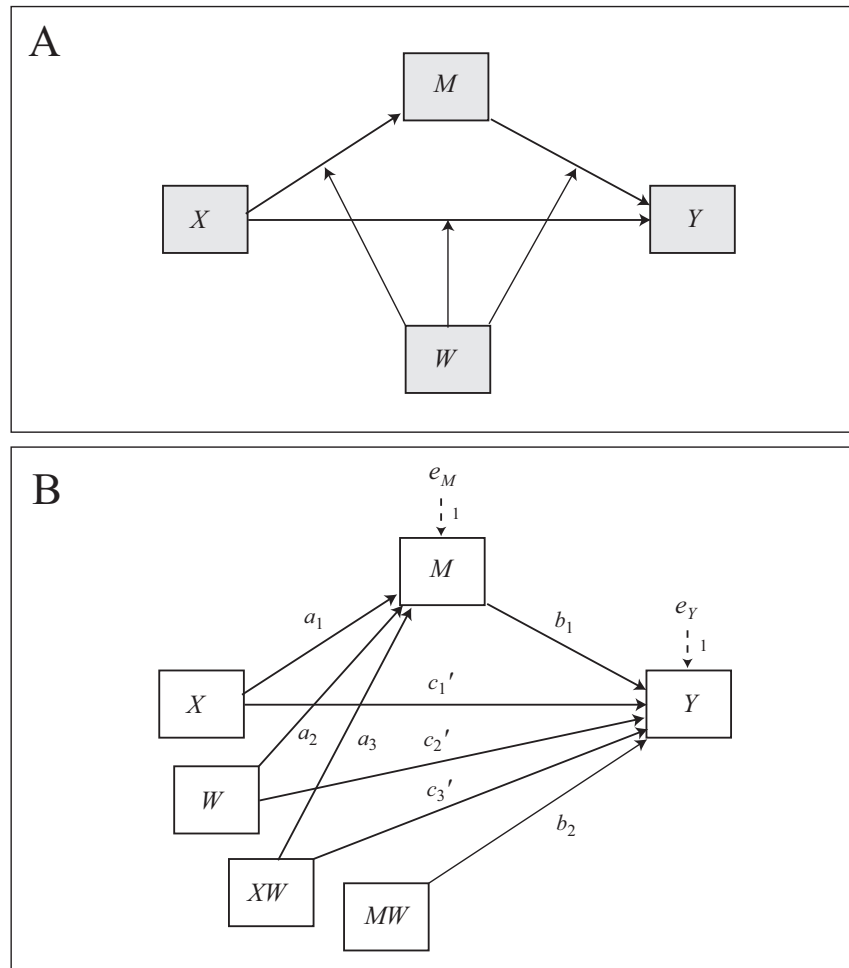 A
M
X
Y
W
B
e_M
1
M
e_Y
a_1
b_1
1
X
c_1′
Y
a_2
a_3
c_2′
W
c_3′
b_2
XW
MW